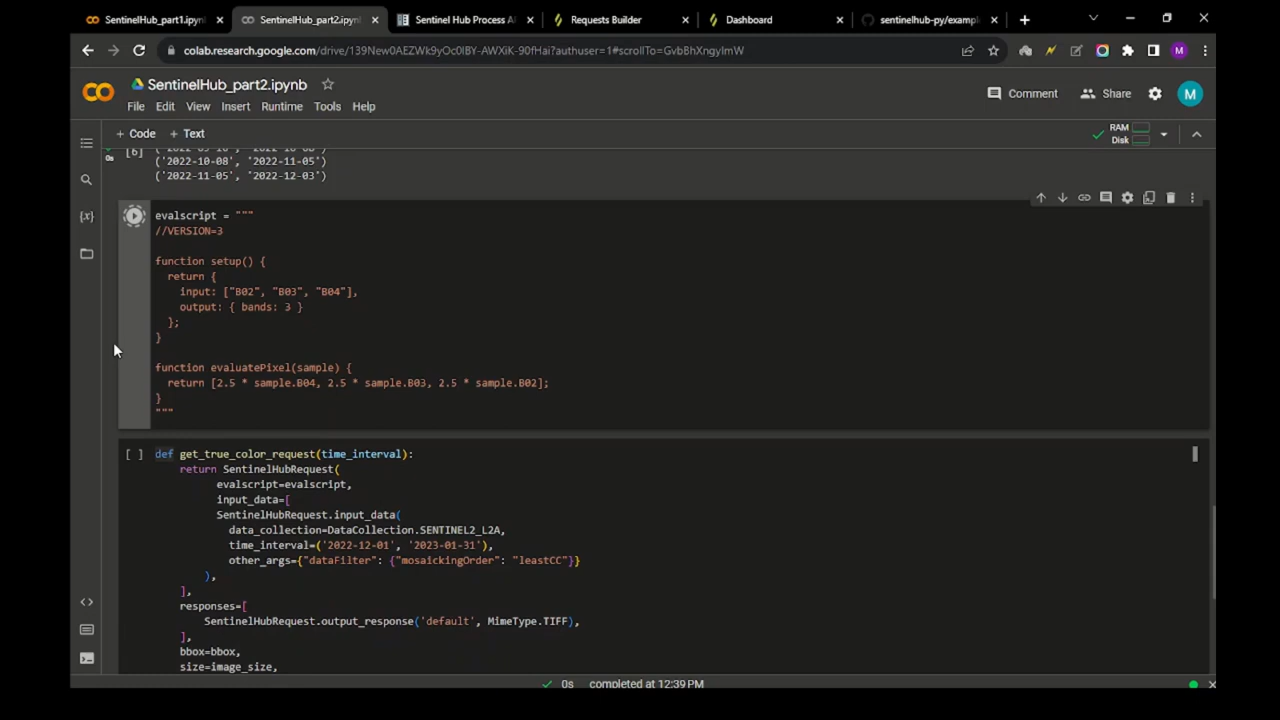 SentinelHub_part1.ipynb
SentinelHub_part2.ipynb
Sentinel Hub Process A
Requests Builder
Dashboard
sentinelhub-py/exampl
colab.research.google.com/drive/139New0AEZWk9yOc0lBY-AWXiK-90fHai?authuser=1#scrollTo=GvbBhXngylmW
M
SentinelHub_part2.ipynb
File Edit View Insert Runtime Tools Help
Comment
Share
M
+ Code + Text
RAM
Disk
[6]
0s
('2022-10-08', '2022-11-05')
('2022-11-05', '2022-12-03')
evalscript = """
//VERSION=3
function setup() {
return {
input: ["B02", "B03", "B04"],
output: { bands: 3 }
};
}
function evaluatePixel(sample) {
return [2.5 * sample.B04, 2.5 * sample.B03, 2.5 * sample.B02];
}
"""
[ ] def get_true_color_request(time_interval):
return SentinelHubRequest(
evalscript=evalscript,
input_data=[
SentinelHubRequest.input_data(
data_collection=DataCollection.SENTINEL2_L2A,
time_interval=('2022-12-01', '2023-01-31'),
other_args={"dataFilter": {"mosaickingOrder": "leastCC"}}
),
],
responses=[
SentinelHubRequest.output_response('default', MimeType.TIFF),
],
bbox=bbox,
size=image_size,
0s completed at 12:39 PM